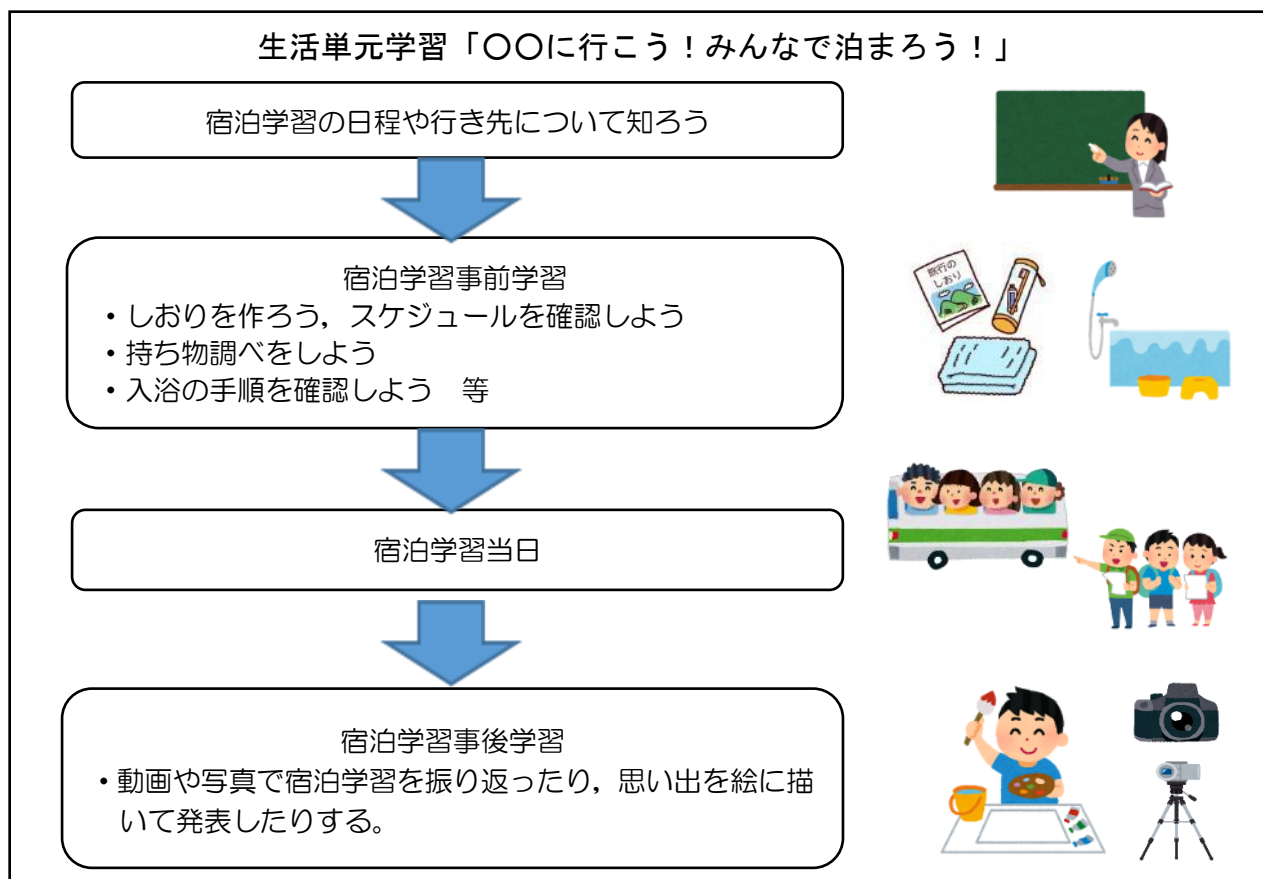 生活単元学習「〇〇に行こう！みんなで泊まろう！」
宿泊学習の日程や行き先について知ろう
宿泊学習事前学習
・しおりを作ろう，スケジュールを確認しよう
・持ち物調べをしよう
・入浴の手順を確認しよう　等
旅行の
しおり
宿泊学習当日
宿泊学習事後学習
・動画や写真で宿泊学習を振り返ったり，思い出を絵に描
いて発表したりする。